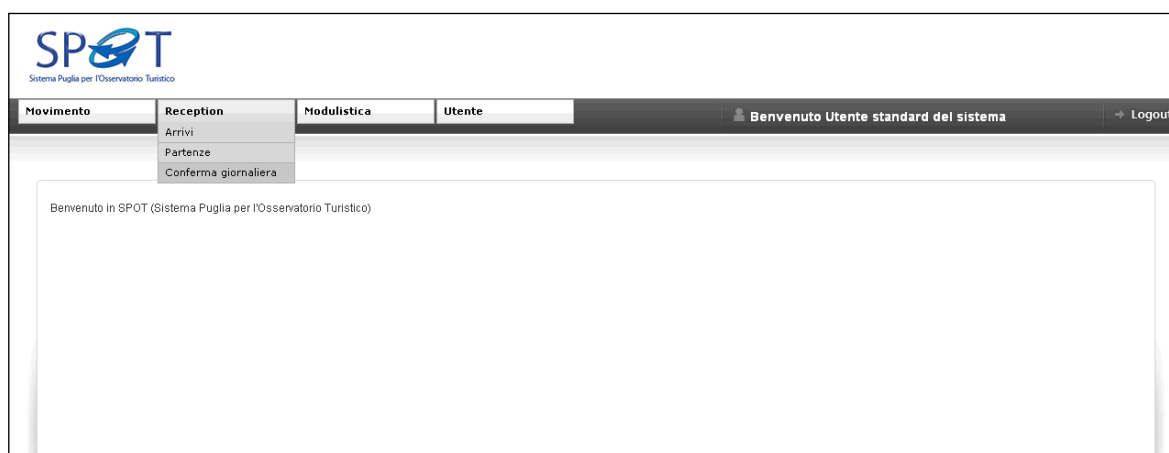 SPOT
Sistema Puglia per l'Osservatorio Turistico
Movimento Reception Modulistica Utente Benvenuto Utente standard del sistema Logout
Arrivi
Partenze
Conferma giornaliera
Benvenuto in SPOT (Sistema Puglia per l'Osservatorio Turistico)